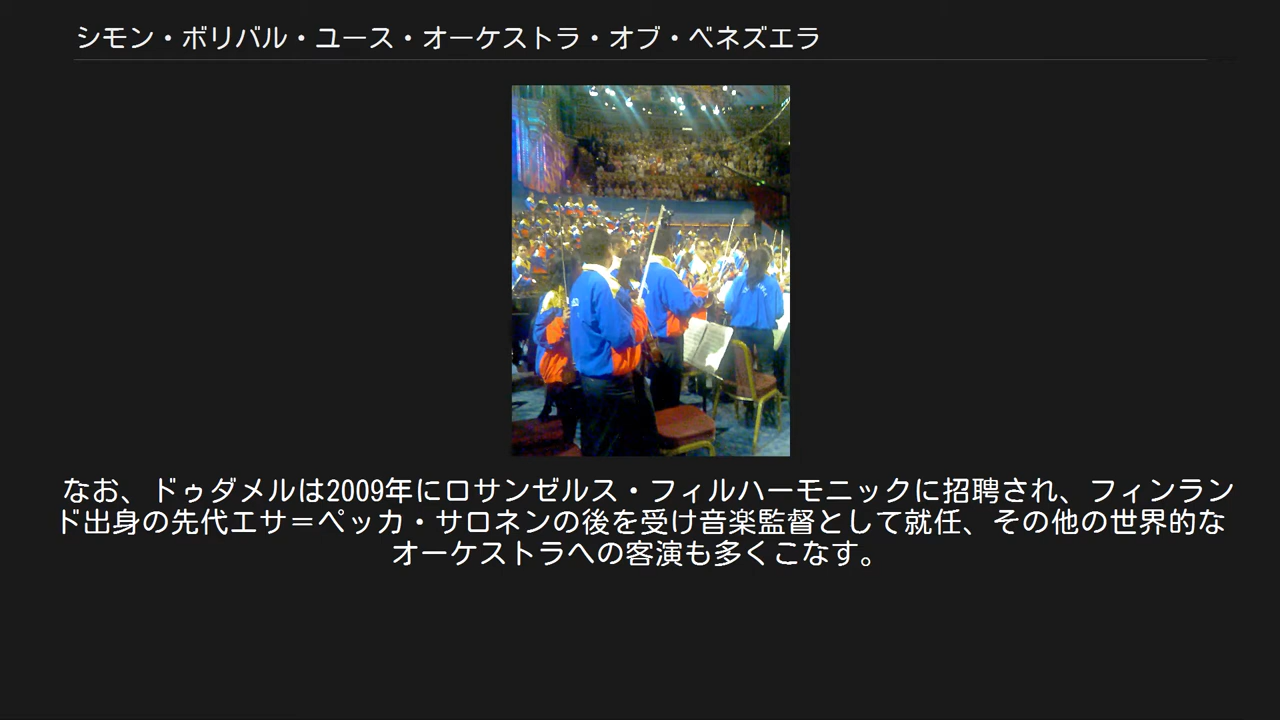 シモン・ボリバル・ユース・オーケストラ・オブ・ベネズエラ
なお、ドゥダメルは2009年にロサンゼルス・フィルハーモニックに招聘され、フィンラン
ド出身の先代エサ＝ペッカ・サロネンの後を受け音楽監督として就任、その他の世界的な
オーケストラへの客演も多くこなす。